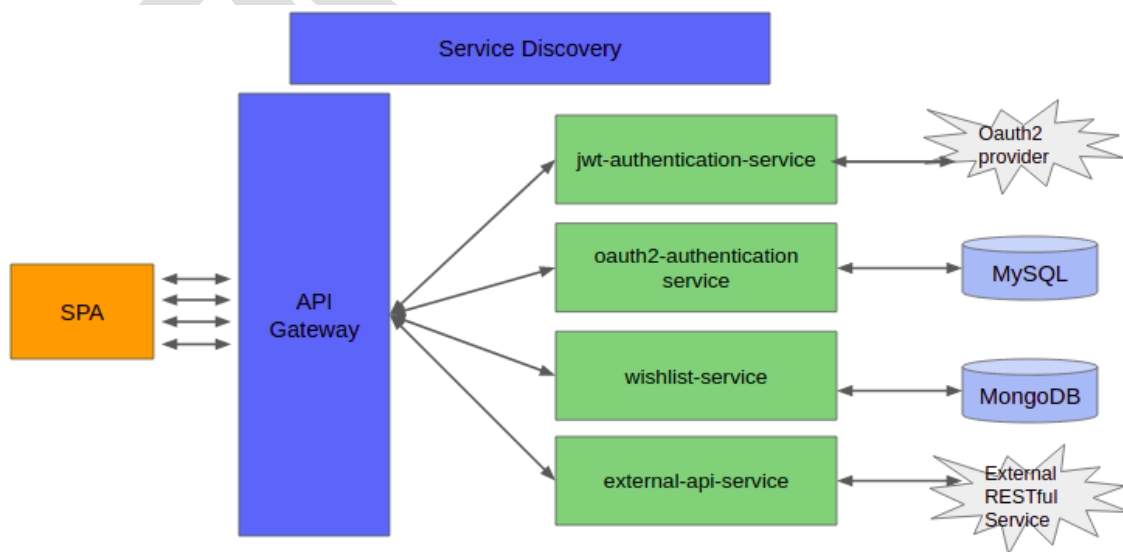 Service Discovery
jwt-authentication-service
Oauth2
provider
oauth2-authentication
service
MySQL
SPA
API
Gateway
wishlist-service
MongoDB
external-api-service
External
RESTful
Service